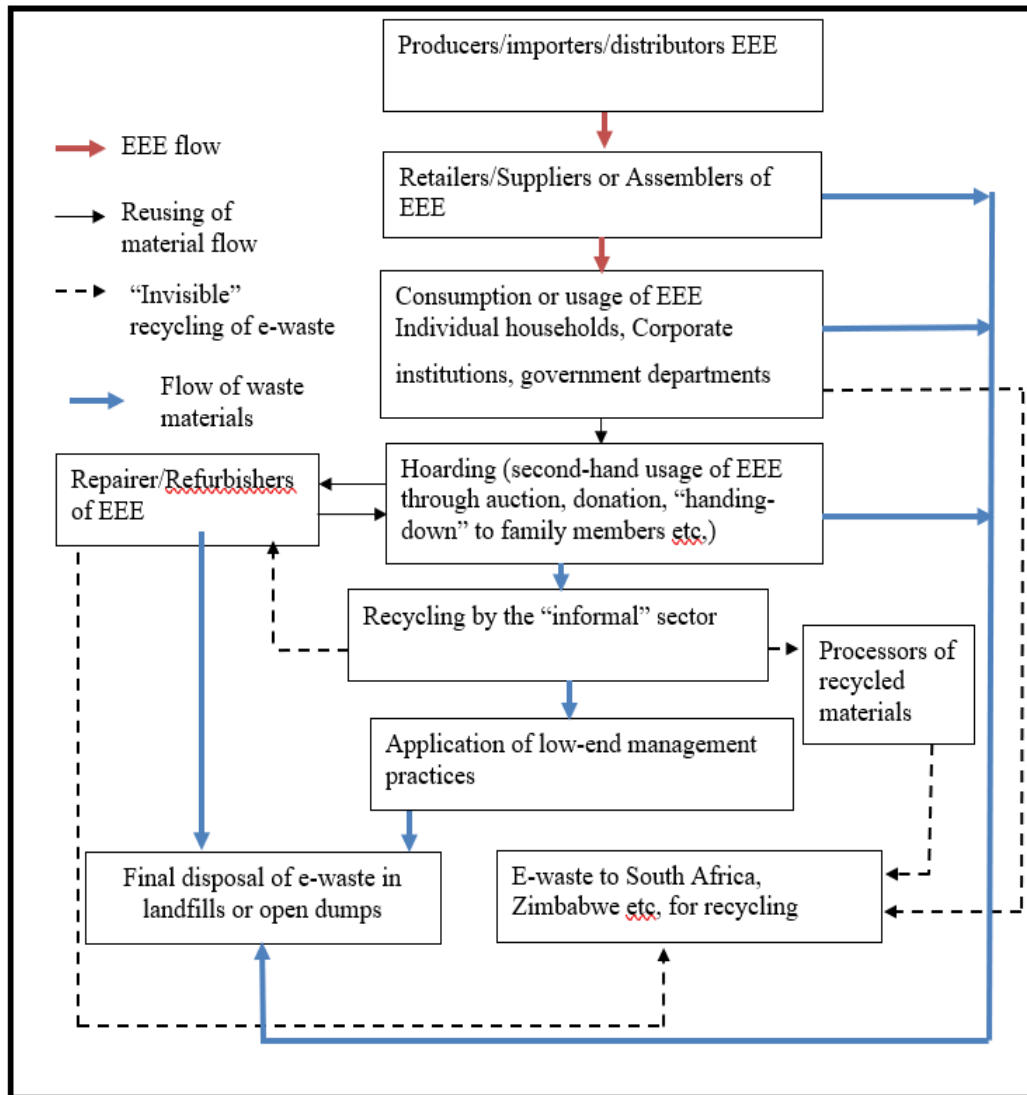 Producers/importers/distributors EEE
EEE flow
Retailers/Suppliers or Assemblers of
EEE
Reusing of
material flow
“Invisible”
recycling of e-waste
Consumption or usage of EEE
Individual households, Corporate
institutions, government departments
Flow of waste
materials
Repairer/Refurbishers
of EEE
Hoarding (second-hand usage of EEE
through auction, donation, “handing-
down” to family members etc,)
Recycling by the “informal” sector
Processors of
recycled
materials
Application of low-end management
practices
Final disposal of e-waste in
landfills or open dumps
E-waste to South Africa,
Zimbabwe etc, for recycling